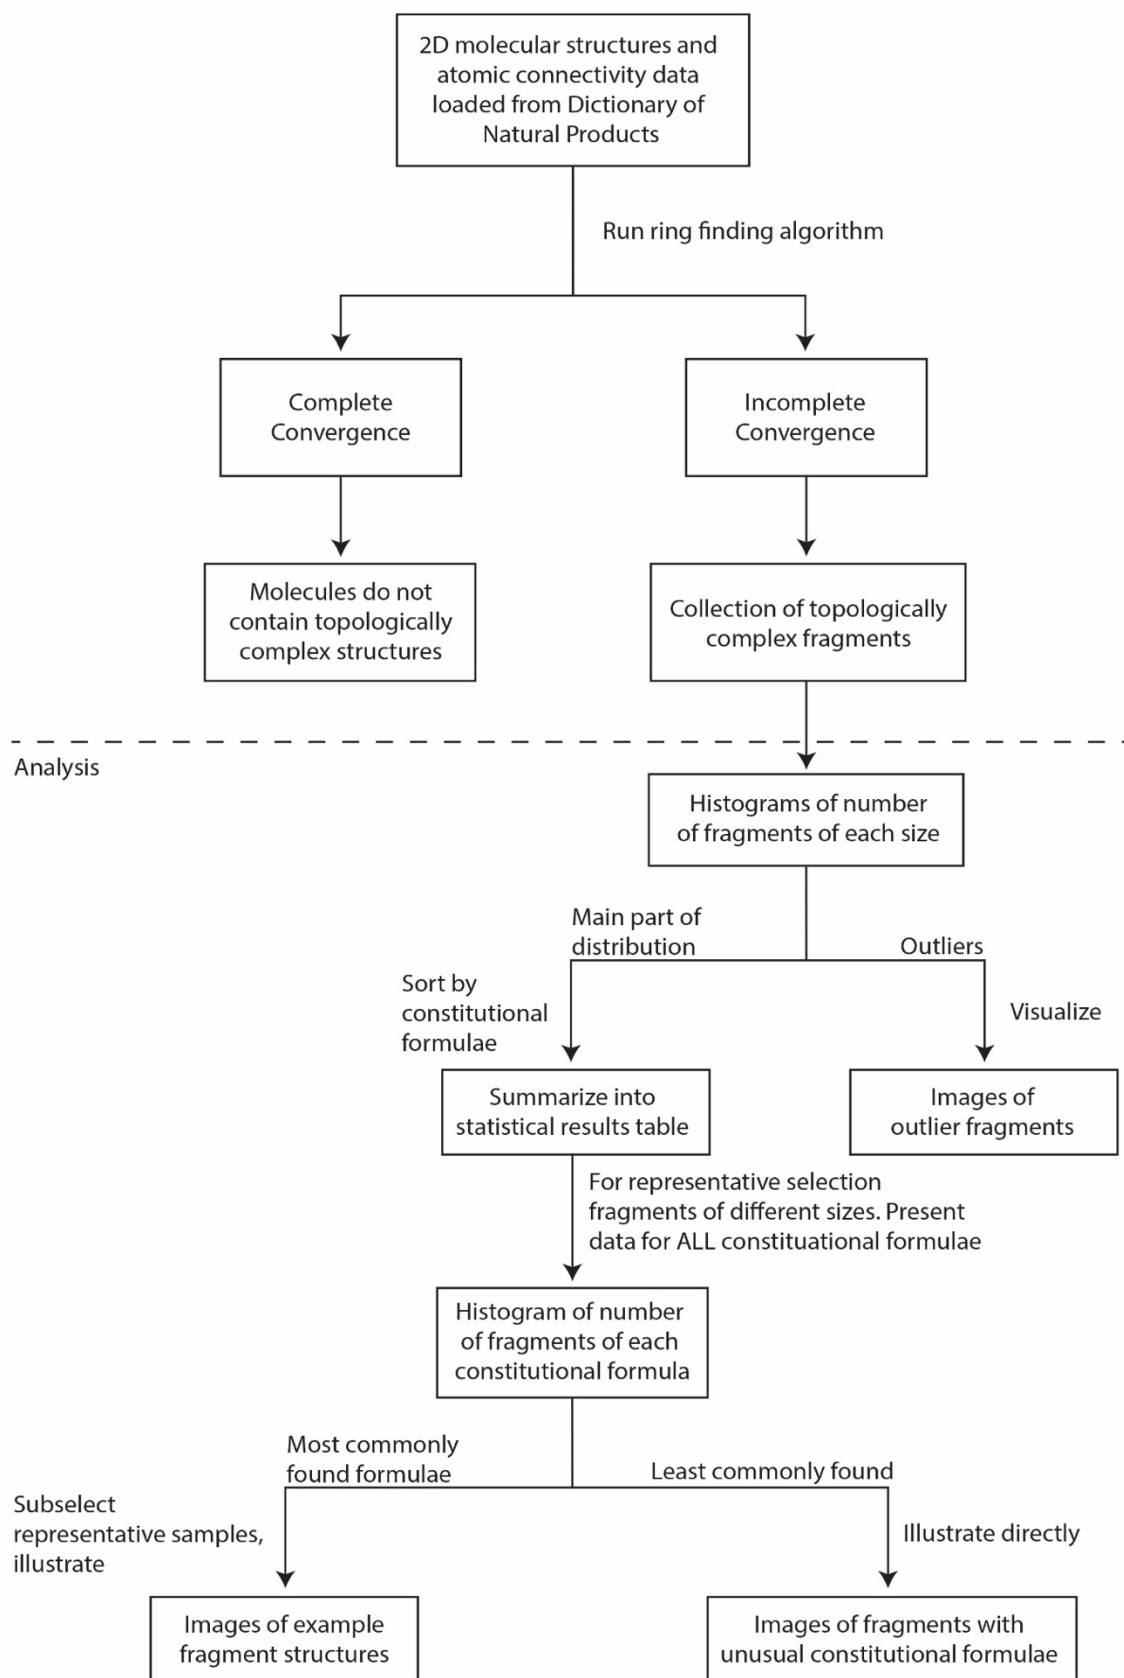 2D molecular structures and
atomic connectivity data
loaded from Dictionary of
Natural Products
Run ring finding algorithm
Complete
Convergence
Incomplete
Convergence
Molecules do not
contain topologically
complex structures
Collection of topologically
complex fragments
Analysis
Histograms of number
of fragments of each size
Main part of
distribution
Outliers
Sort by
constitutional
formulae
Visualize
Summarize into
statistical results table
Images of
outlier fragments
For representative selection
fragments of different sizes. Present
data for ALL constituational formulae
Histogram of number
of fragments of each
constitutional formula
Most commonly
found formulae
Least commonly found
Subselect
representative samples,
illustrate
Illustrate directly
Images of example
fragment structures
Images of fragments with
unusual constitutional formulae